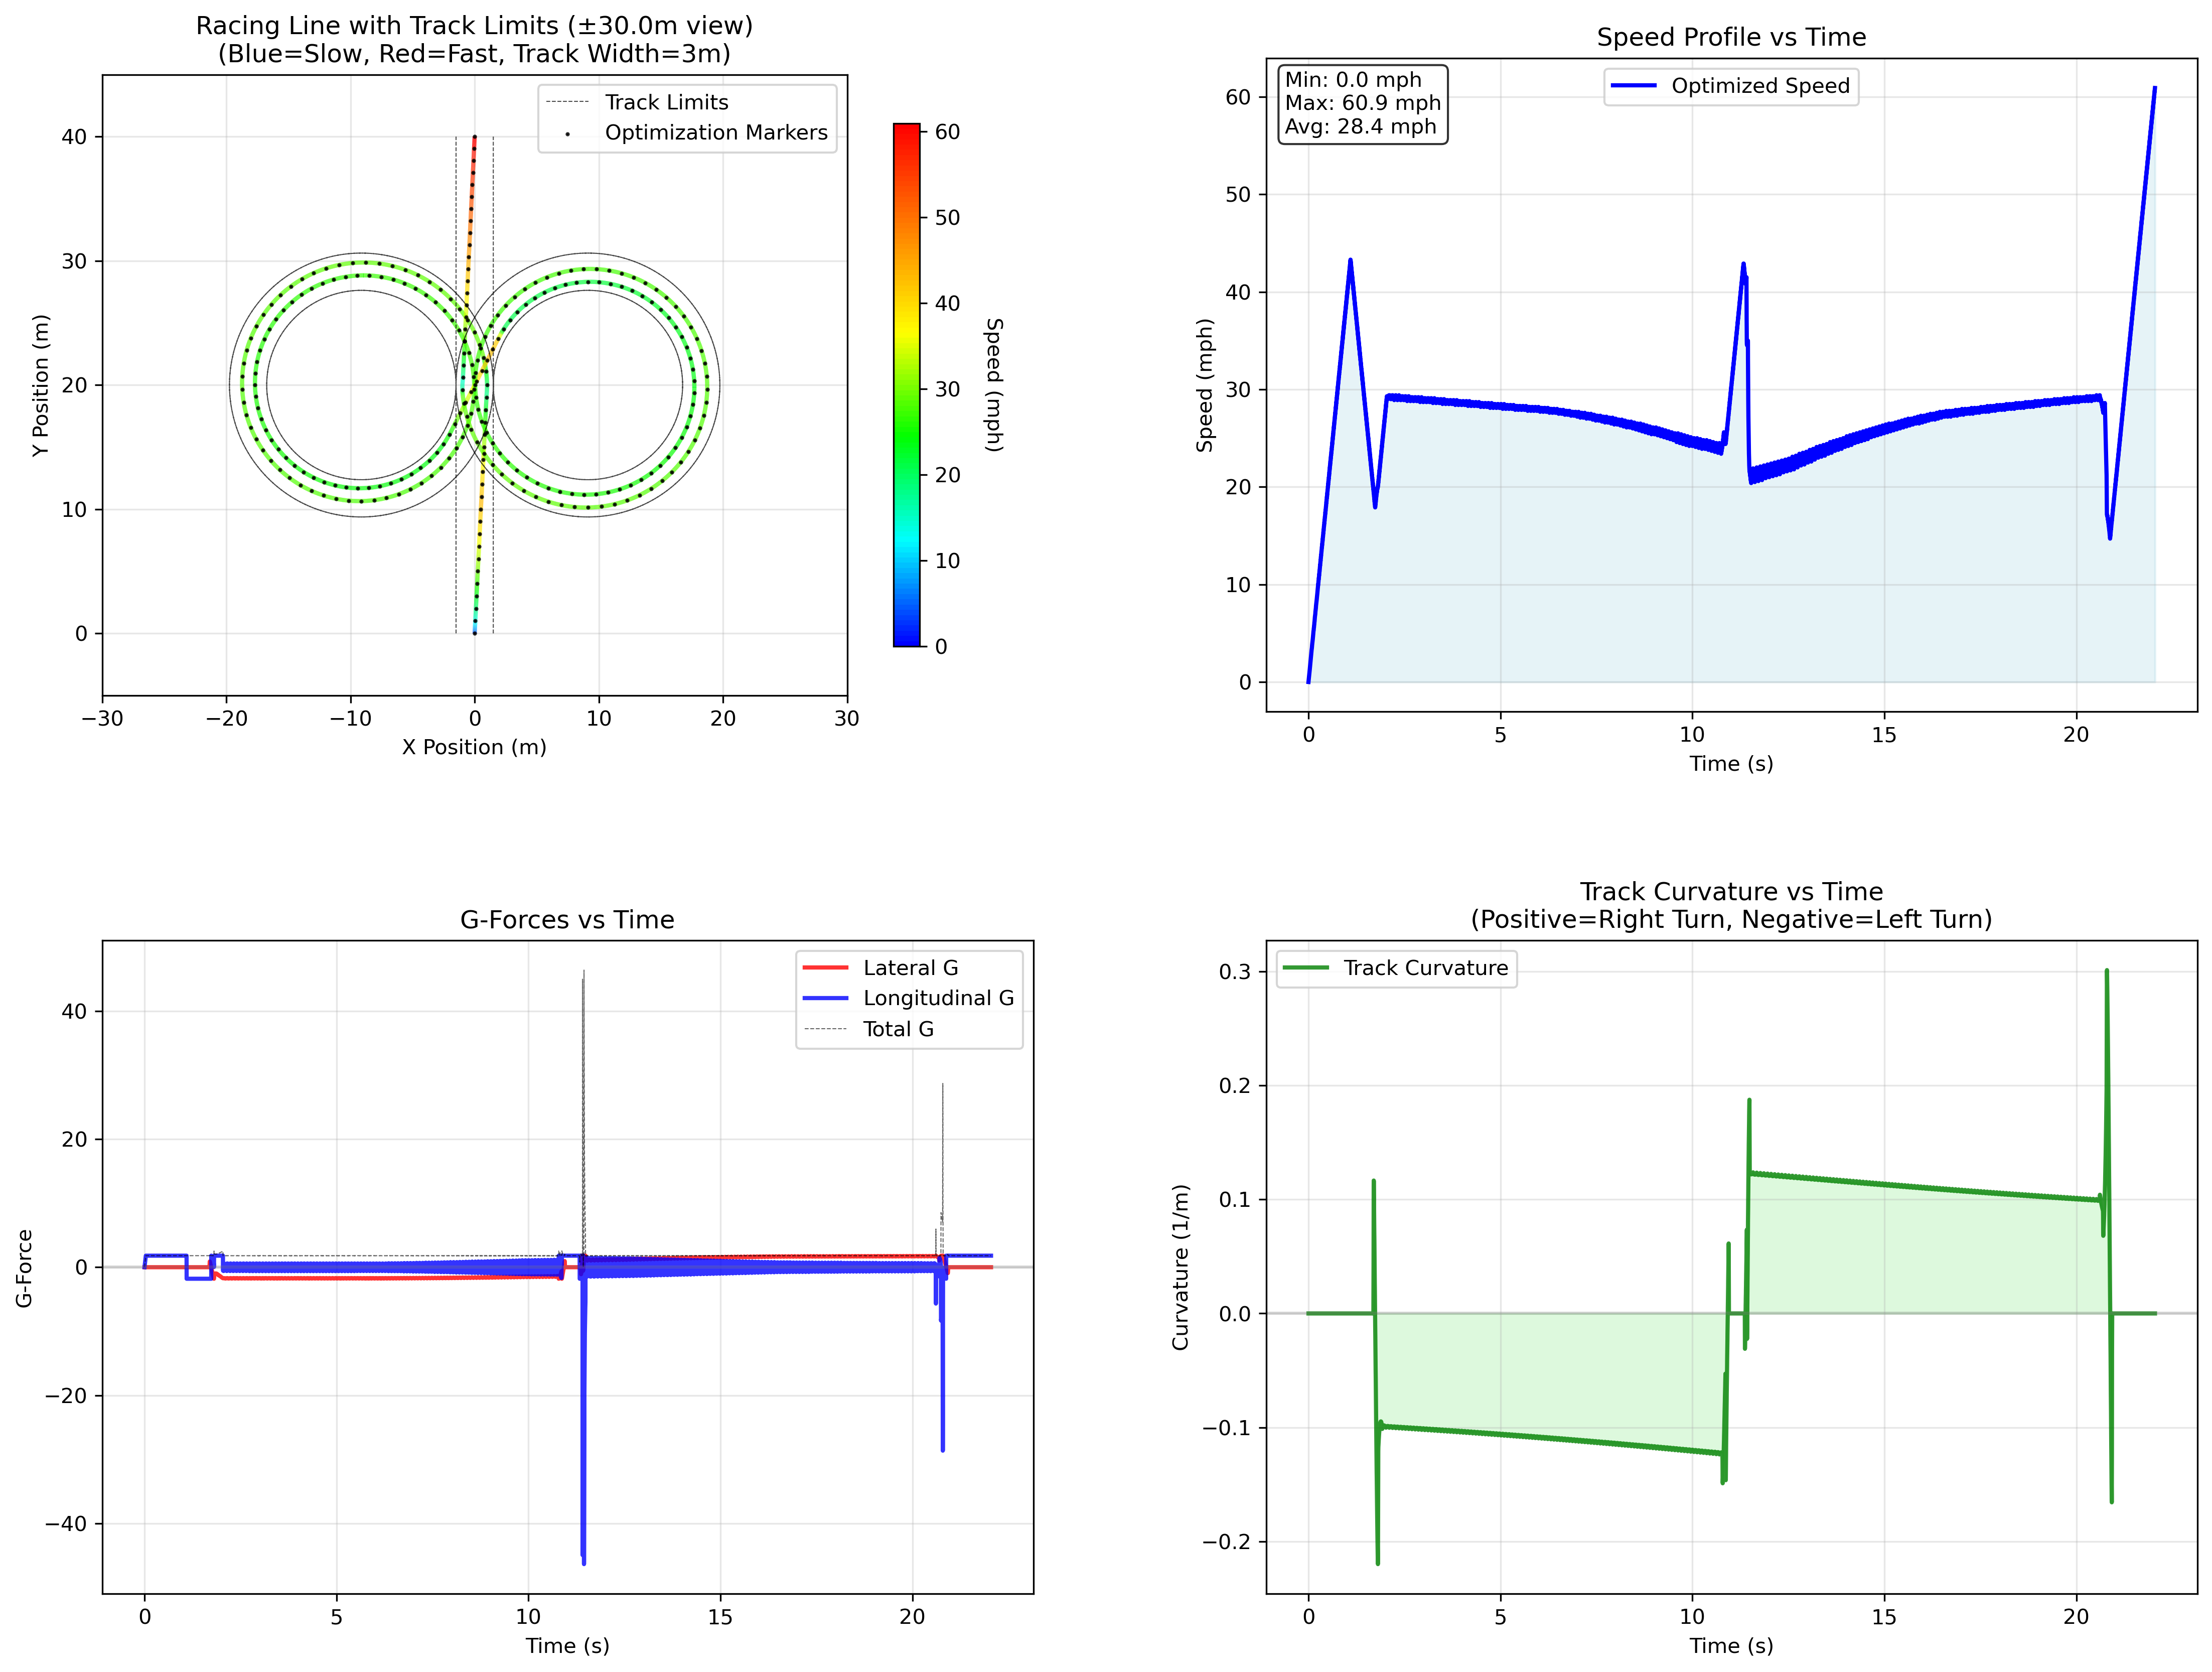 Racing Line with Track Limits (±30.0m view)
(Blue=Slow, Red=Fast, Track Width=3m)
Track Limits
Optimization Markers
40
30
20
10
0
Y Position (m)
−30
−20
−10
0
10
20
30
X Position (m)
60
50
40
30
20
10
0
Speed (mph)
Speed Profile vs Time
Min: 0.0 mph
Max: 60.9 mph
Avg: 28.4 mph
Optimized Speed
60
50
40
30
20
10
0
Speed (mph)
0
5
10
15
20
Time (s)
G-Forces vs Time
Lateral G
Longitudinal G
Total G
40
20
0
−20
−40
G-Force
0
5
10
15
20
Time (s)
Track Curvature vs Time
(Positive=Right Turn, Negative=Left Turn)
Track Curvature
0.3
0.2
0.1
0.0
−0.1
−0.2
Curvature (1/m)
0
5
10
15
20
Time (s)